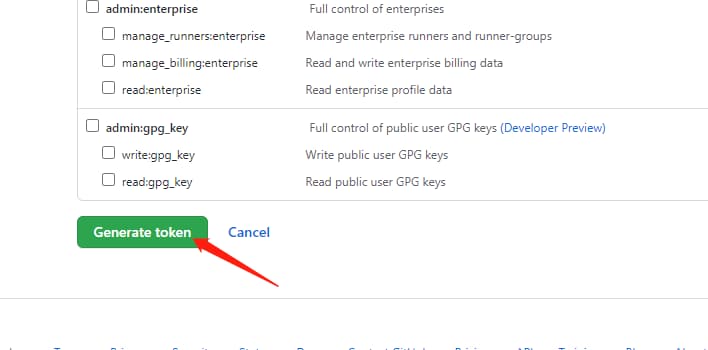 admin:enterprise Full control of enterprises
manage_runners:enterprise Manage enterprise runners and runner-groups
manage_billing:enterprise Read and write enterprise billing data
read:enterprise Read enterprise profile data
admin:gpg_key Full control of public user GPG keys (Developer Preview)
write:gpg_key Write public user GPG keys
read:gpg_key Read public user GPG keys
Generate token Cancel